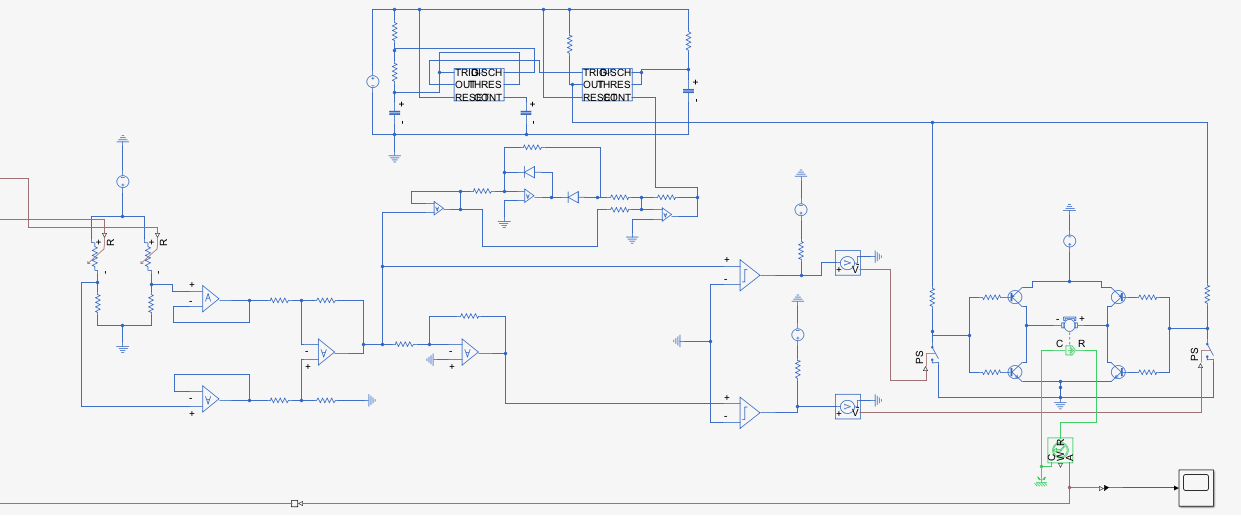 TRIG DISCH
OUT THRES
RESET CONT
TRIG DISCH
OUT THRES
RESET CONT
+
-
+
-
+
-
+ R
-
+ R
-
+
-
A
-
+
A
-
+
A
-
+
A
+
-
+
-
V
+ V
V
+ V
PS
PS
- +
C R
C W R A